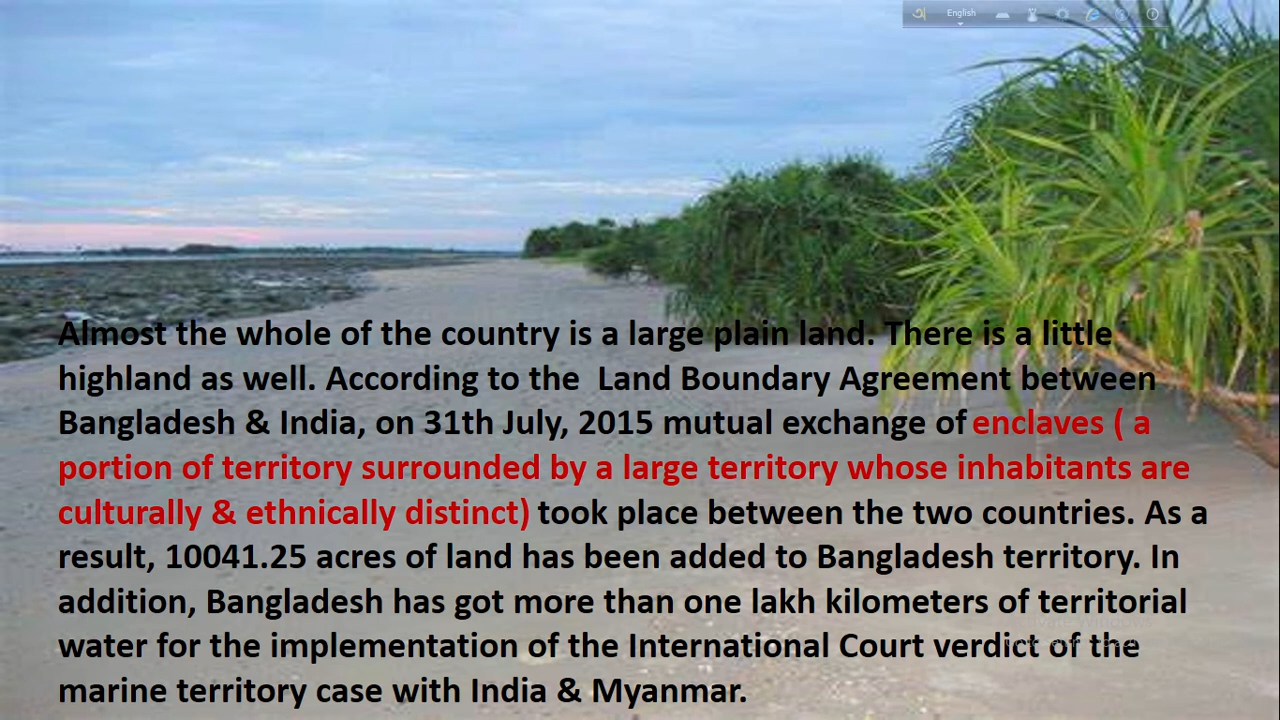 অ English
Almost the whole of the country is a large plain land. There is a little
highland as well. According to the Land Boundary Agreement between
Bangladesh & India, on 31th July, 2015 mutual exchange of enclaves ( a
portion of territory surrounded by a large territory whose inhabitants are
culturally & ethnically distinct) took place between the two countries. As a
result, 10041.25 acres of land has been added to Bangladesh territory. In
addition, Bangladesh has got more than one lakh kilometers of territorial
water for the implementation of the International Court verdict of the
marine territory case with India & Myanmar.